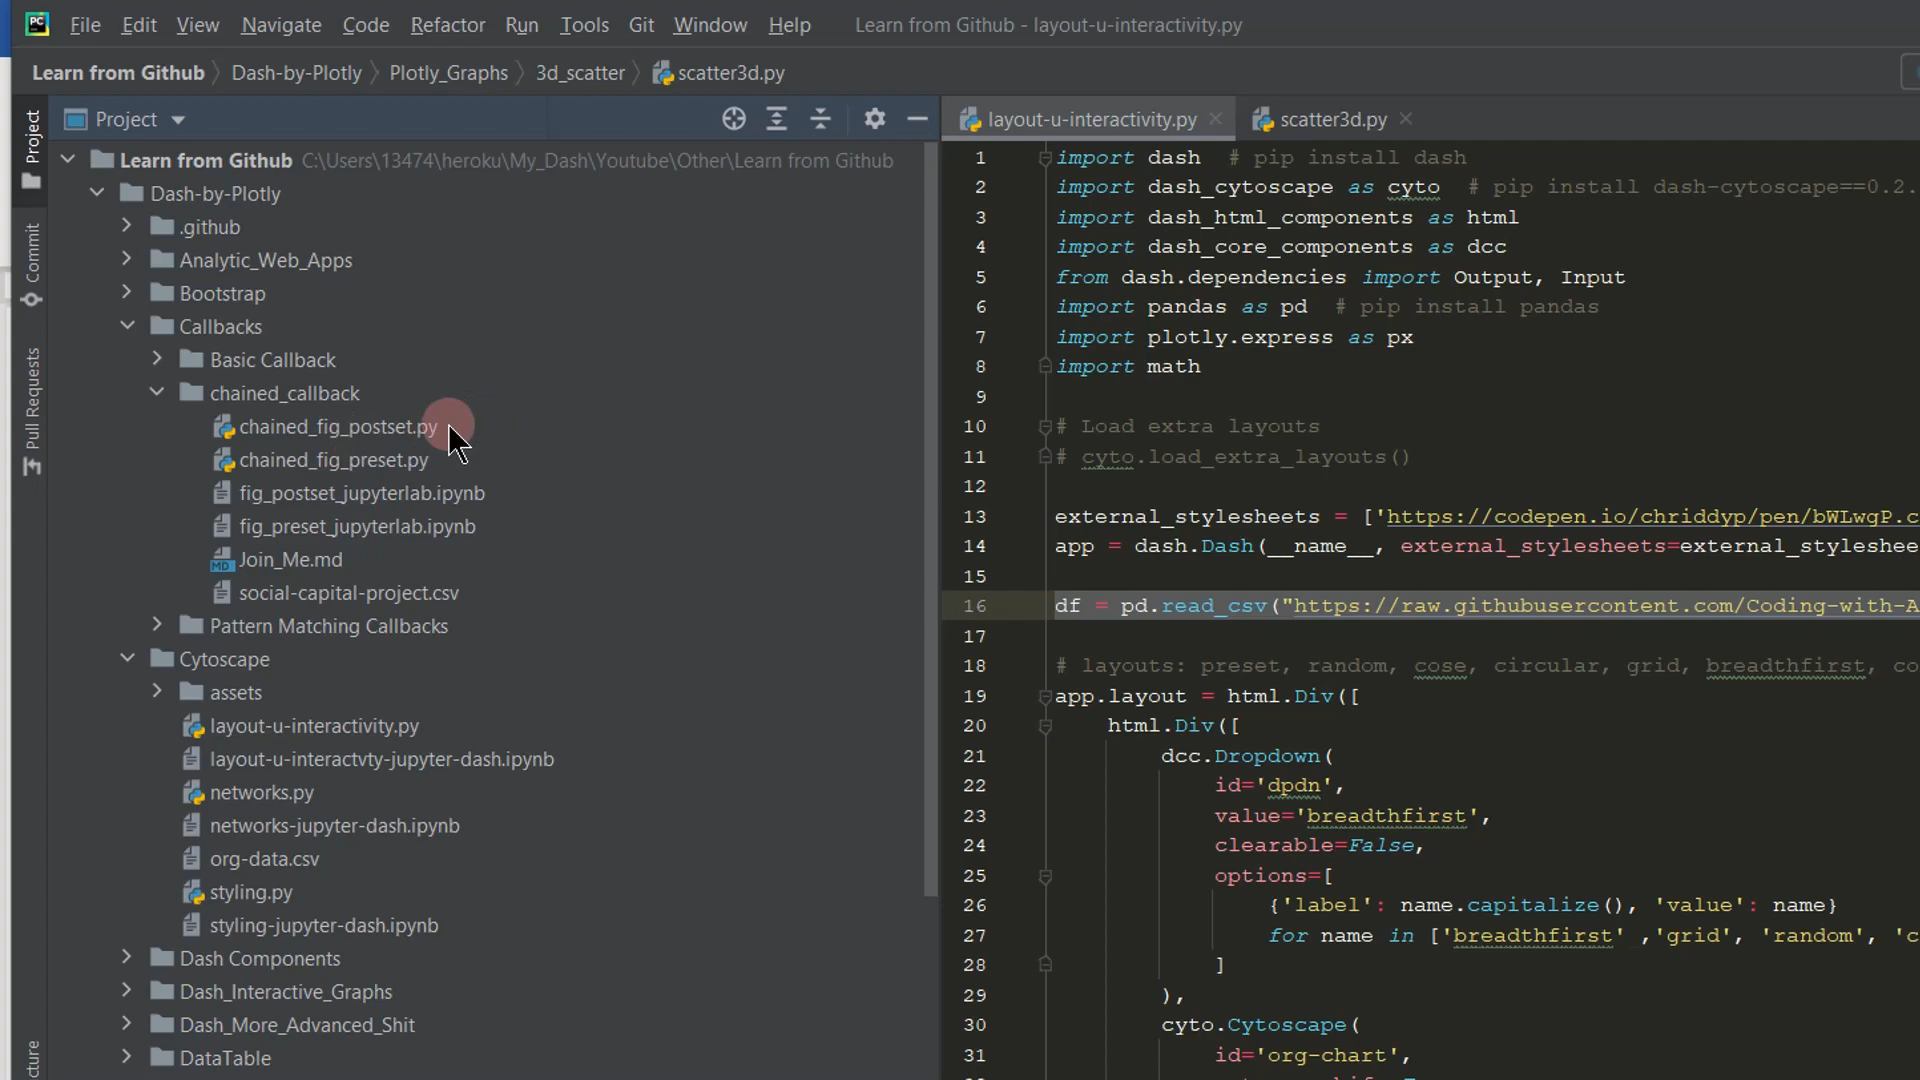 PC File Edit View Navigate Code Refactor Run Tools Git Window Help Learn from Github - layout-u-interactivity.py
Learn from Github Dash-by-Plotly Plotly_Graphs 3d_scatter scatter3d.py
Project
Commit
Pull Requests
cture
Project
Learn from Github C:\Users\13474\heroku\My_Dash\Youtube\Other\Learn from Github
Dash-by-Plotly
.github
Analytic_Web_Apps
Bootstrap
Callbacks
Basic Callback
chained_callback
chained_fig_postset.py
chained_fig_preset.py
fig_postset_jupyterlab.ipynb
fig_preset_jupyterlab.ipynb
MD Join_Me.md
social-capital-project.csv
Pattern Matching Callbacks
Cytoscape
assets
layout-u-interactivity.py
layout-u-interactvty-jupyter-dash.ipynb
networks.py
networks-jupyter-dash.ipynb
org-data.csv
styling.py
styling-jupyter-dash.ipynb
Dash Components
Dash_Interactive_Graphs
Dash_More_Advanced_Shit
DataTable
layout-u-interactivity.py scatter3d.py
1 import dash # pip install dash
2 import dash_cytoscape as cyto # pip install dash-cytoscape==0.2.
3 import dash_html_components as html
4 import dash_core_components as dcc
5 from dash.dependencies import Output, Input
6 import pandas as pd # pip install pandas
7 import plotly.express as px
8 import math
9
10 # Load extra layouts
11 # cyto.load_extra_layouts()
12
13 external_stylesheets = ['https://codepen.io/chriddyp/pen/bWLwgP.c
14 app = dash.Dash(__name__, external_stylesheets=external_styleshee
15
16 df = pd.read_csv("https://raw.githubusercontent.com/Coding-with-A
17
18 # layouts: preset, random, cose, circular, grid, breadthfirst, co
19 app.layout = html.Div([
20 html.Div([
21 dcc.Dropdown(
22 id='dpdn',
23 value='breadthfirst',
24 clearable=False,
25 options=[
26 {'label': name.capitalize(), 'value': name}
27 for name in ['breadthfirst' ,'grid', 'random', 'c
28 ]
29 ),
30 cyto.Cytoscape(
31 id='org-chart',